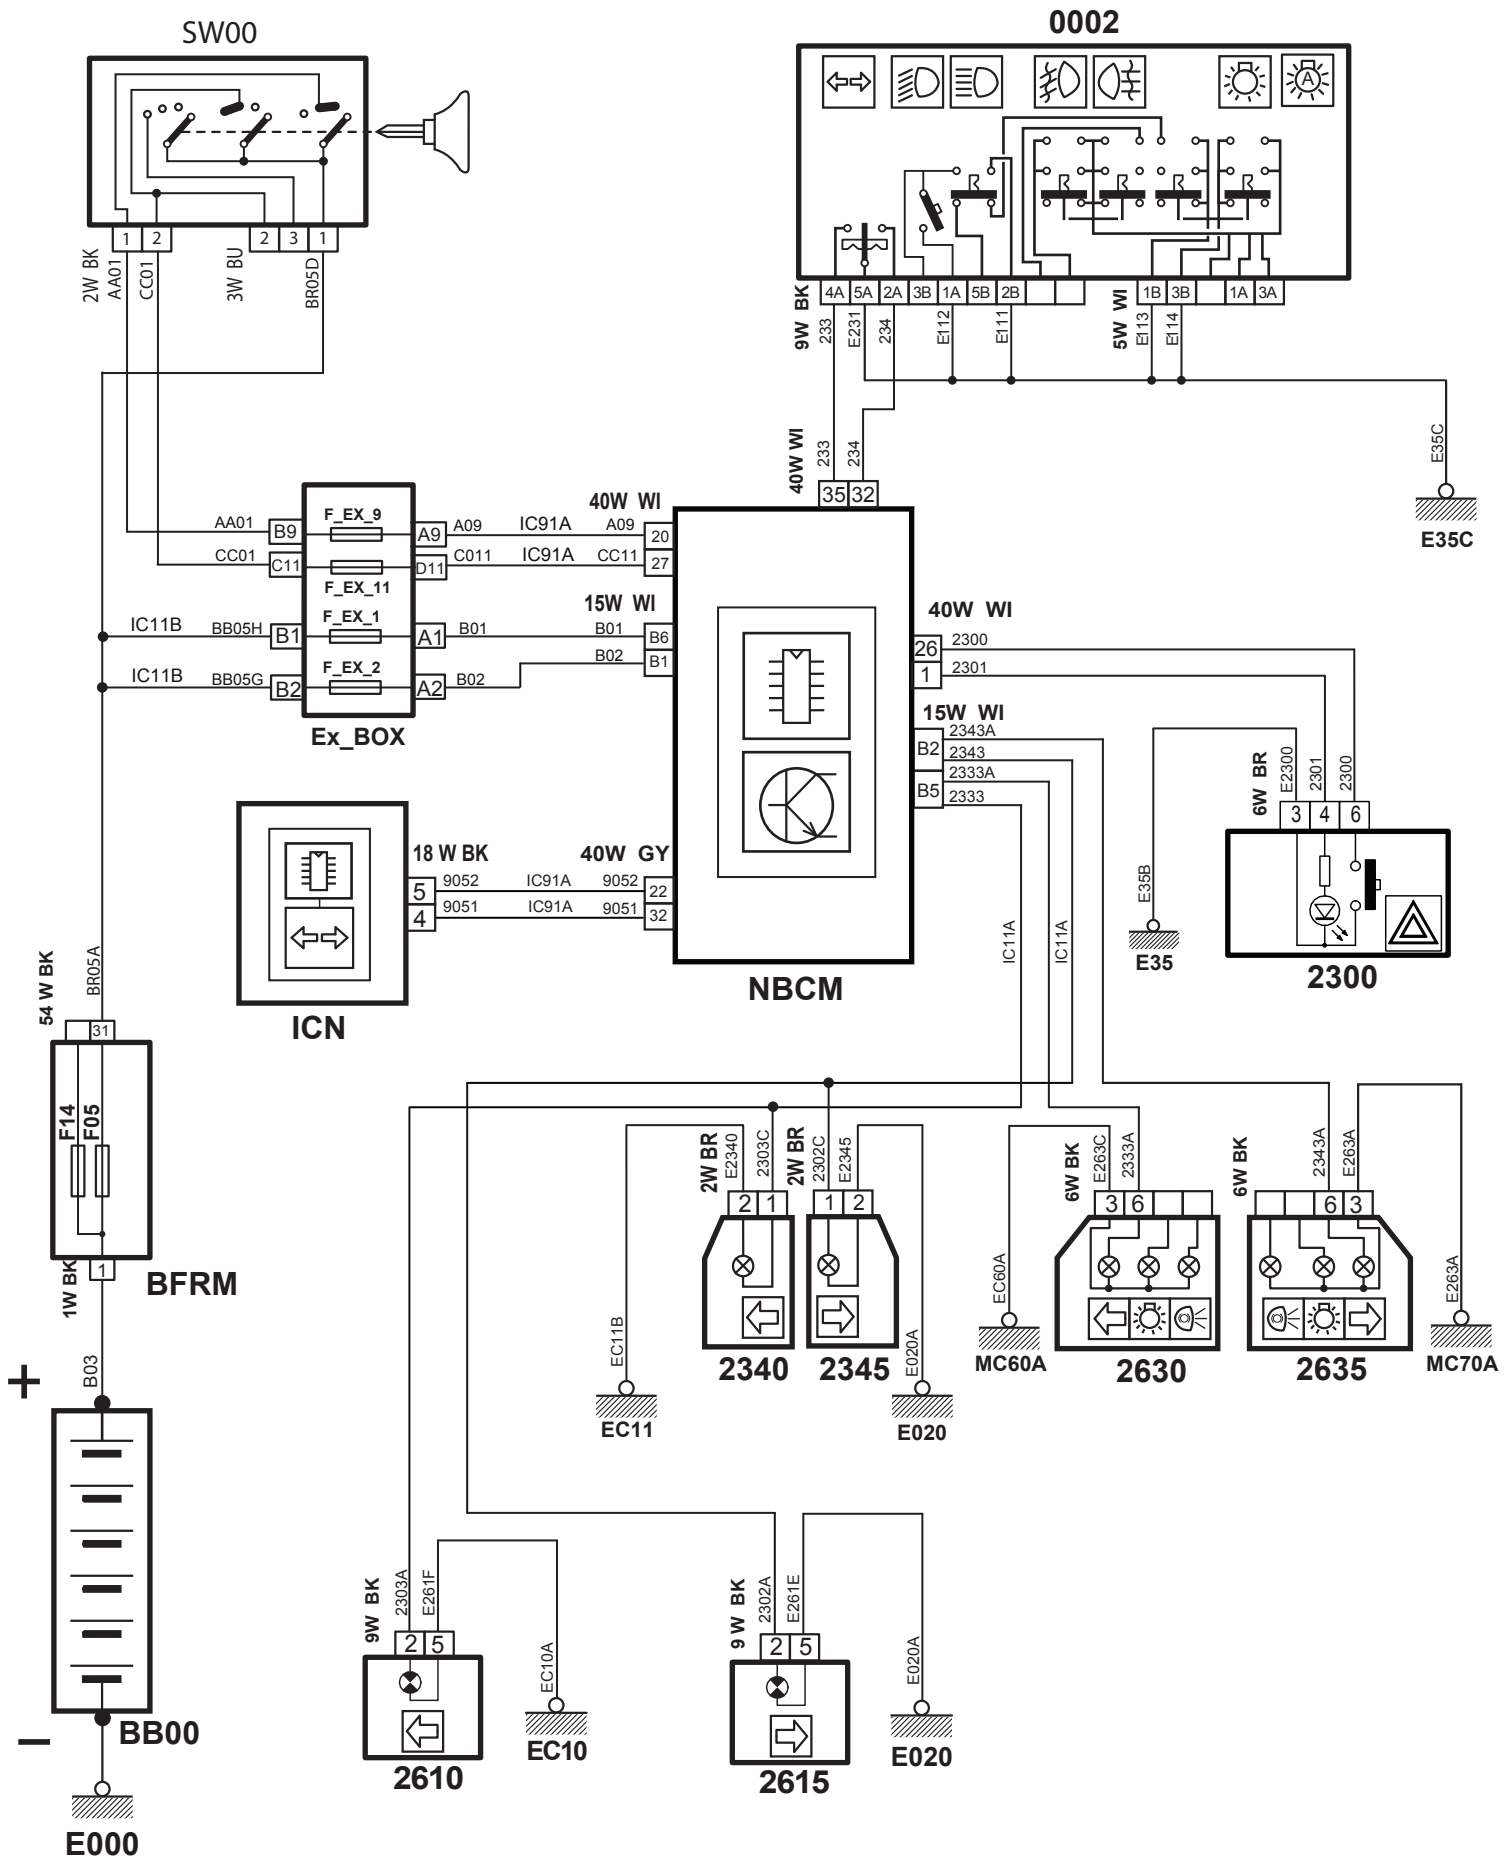 SW00
0002
A
1 2 2 3 1
2W BK
AA01
CC01
3W BU
BR05D
4A 5A 2A 3B 1A 5B 2B
1B 3B 1A 3A
9W BK
233
E231
234
E112
E111
5W WI
E113
E114
E35C
E35C
40W WI
233
234
35 32
F_EX_9
AA01 B9 A9 A09 IC91A A09 20
40W WI
CC01 C11 D11 C011 IC91A CC11 27
F_EX_11
15W WI
F_EX_1
IC11B BB05H B1 A1 B01 B01 B6
B02 B1
F_EX_2
IC11B BB05G B2 A2 B02
Ex_BOX
40W WI
26 2300
1 2301
15W WI
B2 2343A
2343
B5 2333A
2333
6W BR
E2300
2301
2300
3 4 6
E35B
E35
2300
18 W BK
40W GY
5 9052 IC91A 9052 22
4 9051 IC91A 9051 32
NBCM
ICN
IC11A
IC11A
54 W BK
BR05A
31
F14
F05
1
1W BK
BFRM
B03
+
BB00
–
E000
2W BR
E2340
2303C
2W BR
2302C
E2345
2 1
1 2
2340
2345
EC11B
EC11
E020A
E020
6W BK
E263C
2333A
3 6
EC60A
MC60A
2630
6W BK
2343A
E263A
6 3
2635
E263A
MC70A
9W BK
2303A
E261F
2 5
2610
EC10A
EC10
9 W BK
2302A
E261E
2 5
2615
E020A
E020